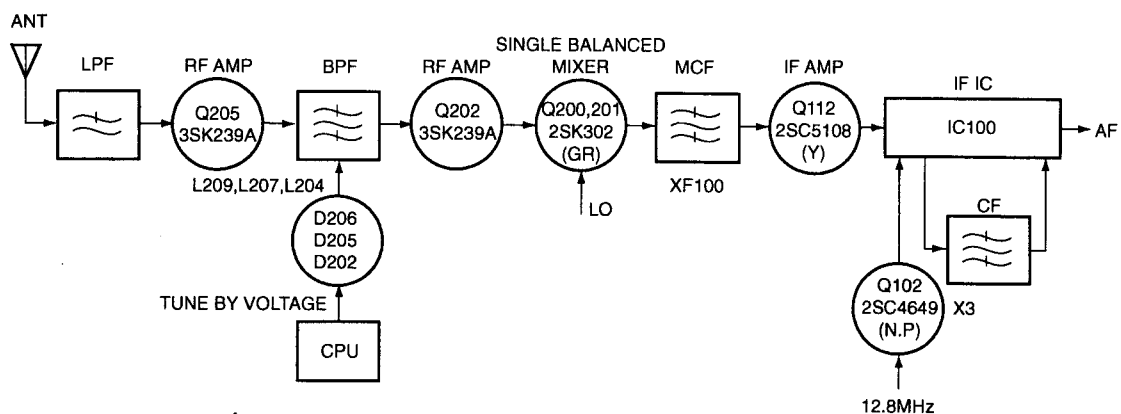 ANT
LPF
RF AMP
BPF
RF AMP
SINGLE BALANCED
MIXER
MCF
IF AMP
IF IC
Q205
3SK239A
Q202
3SK239A
Q200,201
2SK302
(GR)
Q112
2SC5108
(Y)
IC100
AF
L209,L207,L204
XF100
LO
D206
D205
D202
CF
TUNE BY VOLTAGE
CPU
Q102
2SC4649
(N.P)
X3
12.8MHz